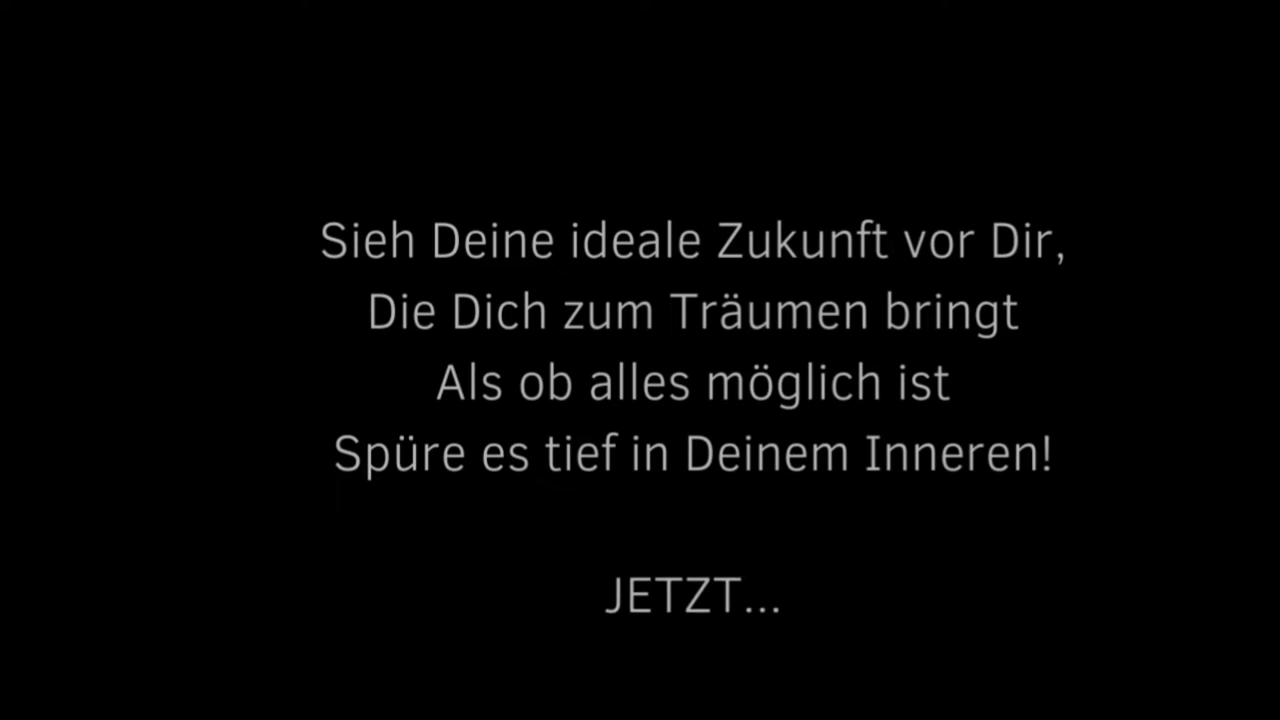 Sieh Deine ideale Zukunft vor Dir,
Die Dich zum Träumen bringt
Als ob alles möglich ist
Spüre es tief in Deinem Inneren!
JETZT...